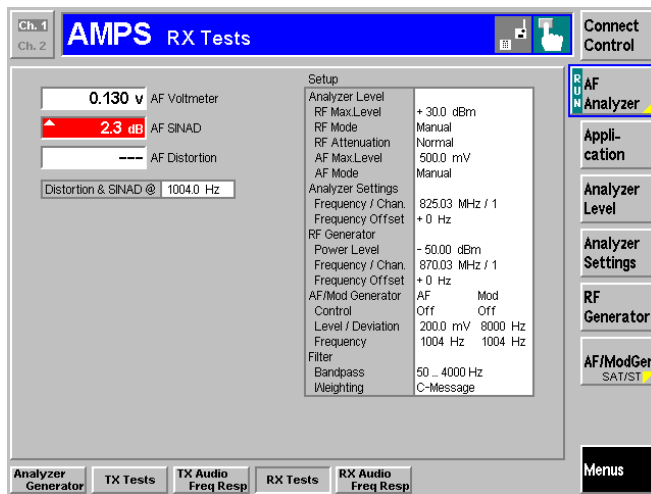 Ch. 1
Ch. 2
AMPS RX Tests
Connect
Control
0.130 v AF Voltmeter
2.3 dB AF SINAD
--- AF Distortion
Distortion & SINAD @ 1004.0 Hz
Setup
Analyzer Level
RF Max.Level + 30.0 dBm
RF Mode Manual
RF Attenuation Normal
AF Max.Level 500.0 mV
AF Mode Manual
Analyzer Settings
Frequency / Chan. 825.03 MHz / 1
Frequency Offset + 0 Hz
RF Generator
Power Level - 50.00 dBm
Frequency / Chan. 870.03 MHz / 1
Frequency Offset + 0 Hz
AF/Mod Generator AF Mod
Control Off Off
Level / Deviation 200.0 mV 8000 Hz
Frequency 1004 Hz 1004 Hz
Filter
Bandpass 50 ... 4000 Hz
Weighting C-Message
RUN
AF
Analyzer
Appli-
cation
Analyzer
Level
Analyzer
Settings
RF
Generator
AF/ModGer
SAT/ST
Menus
Analyzer
Generator
TX Tests
TX Audio
Freq Resp
RX Tests
RX Audio
Freq Resp